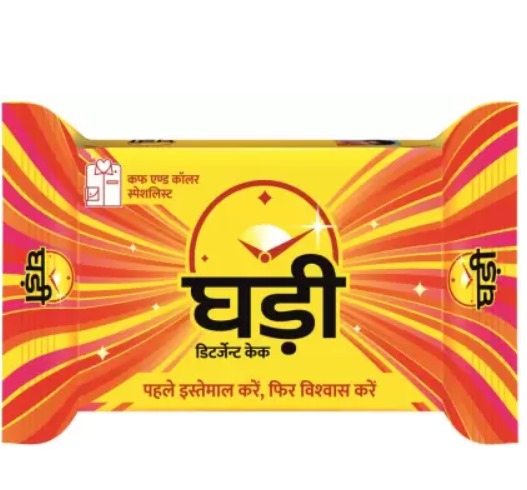 कफ एण्ड कॉलर
स्पेशलिस्ट
घड़ी
डिटर्जेन्ट केक
पहले इस्तेमाल करें, फिर विश्वास करें
घड़ी
घड़ी